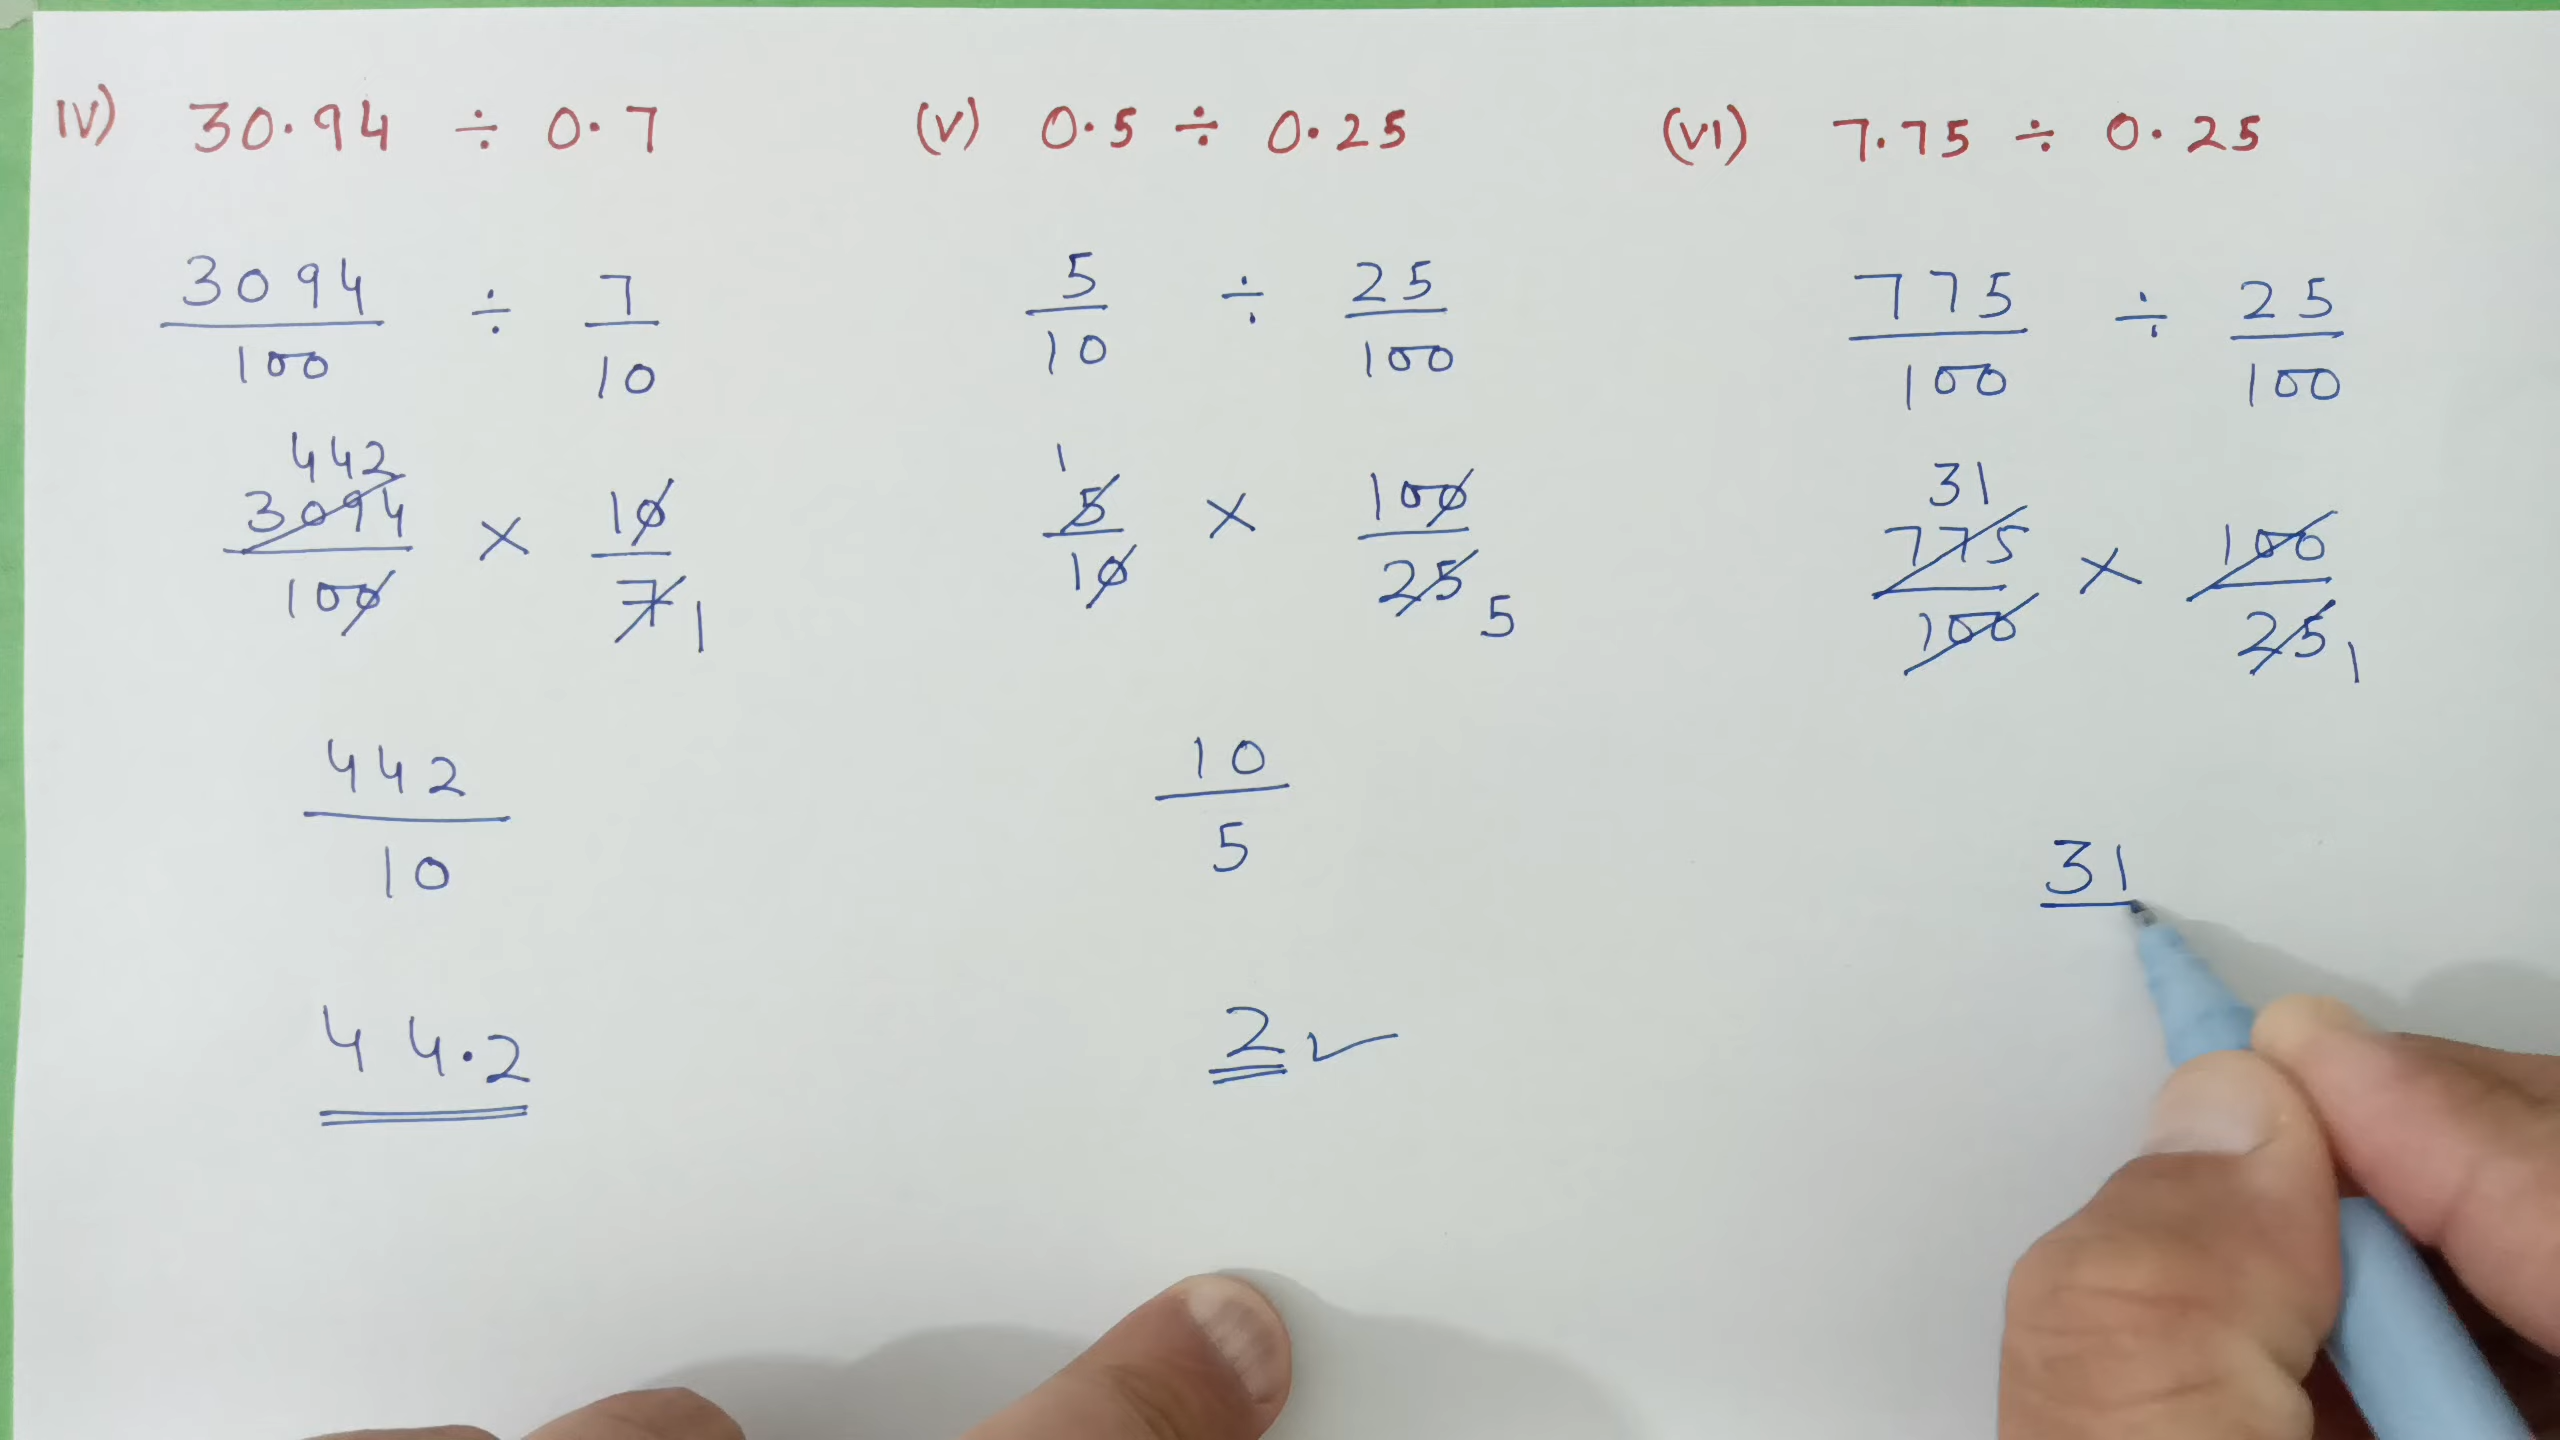 IV) 30.94 ÷ 0.7
3094/100 ÷ 7/10
442
3094/100 × 10/7 1
442/10
44.2
(V) 0.5 ÷ 0.25
5/10 ÷ 25/100
1
5/10 × 100/25 5
10/5
2 ✓
(VI) 7.75 ÷ 0.25
775/100 ÷ 25/100
31
775/100 × 100/25 1
31